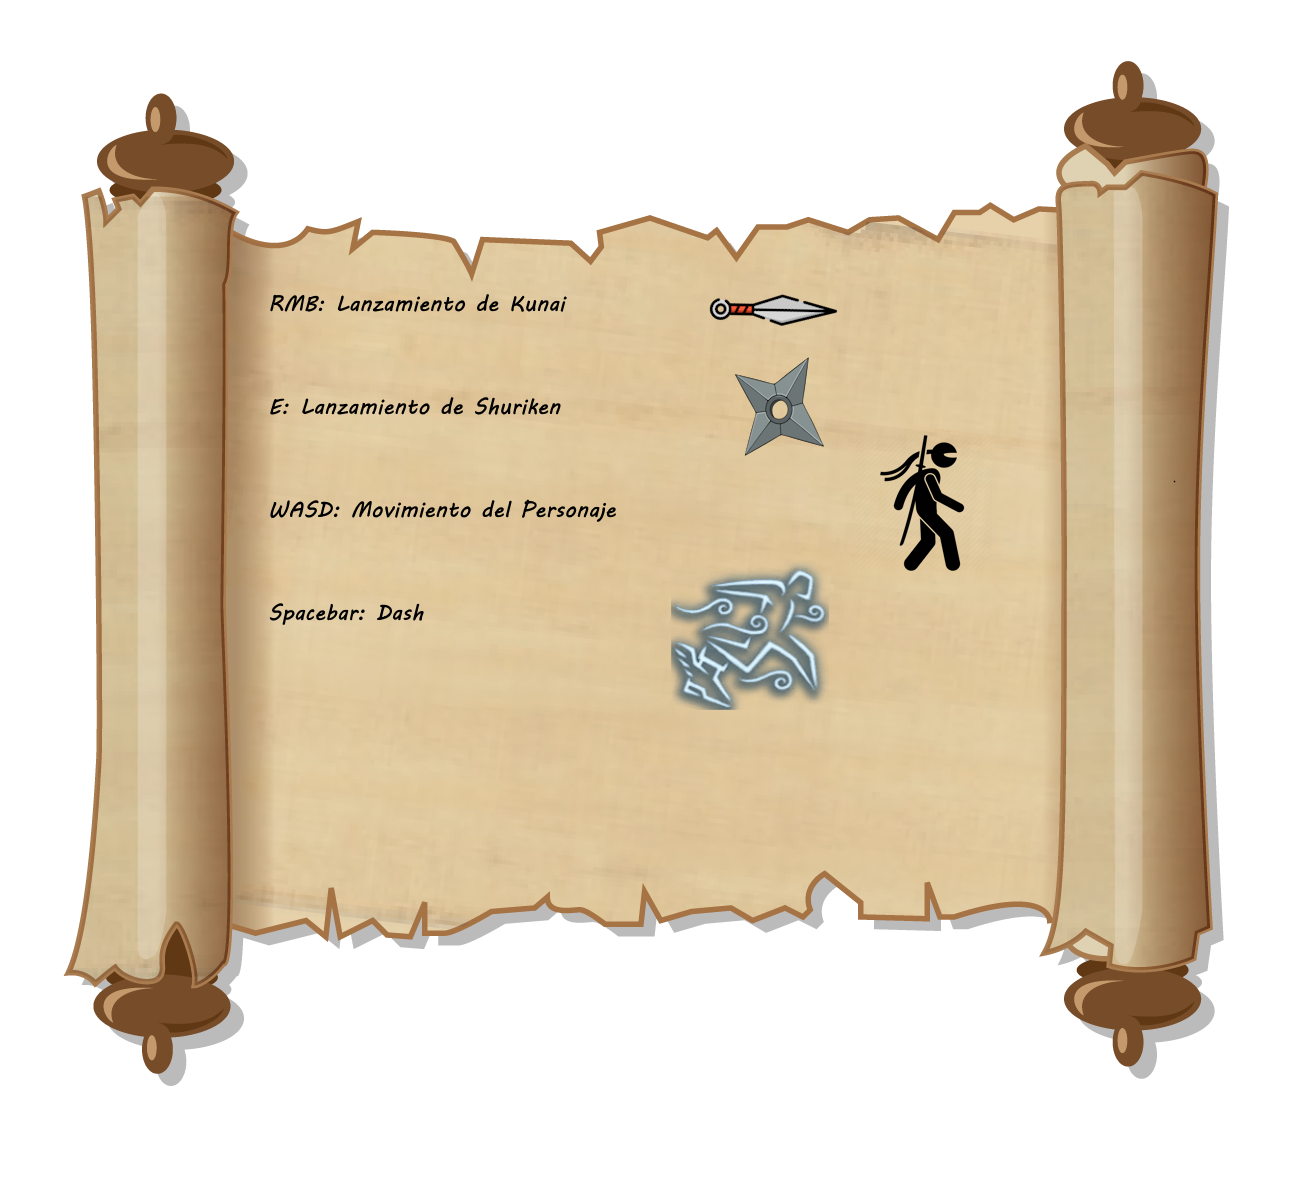 RMB: Lanzamiento de Kunai
E: Lanzamiento de Shuriken
WASD: Movimiento del Personaje
Spacebar: Dash